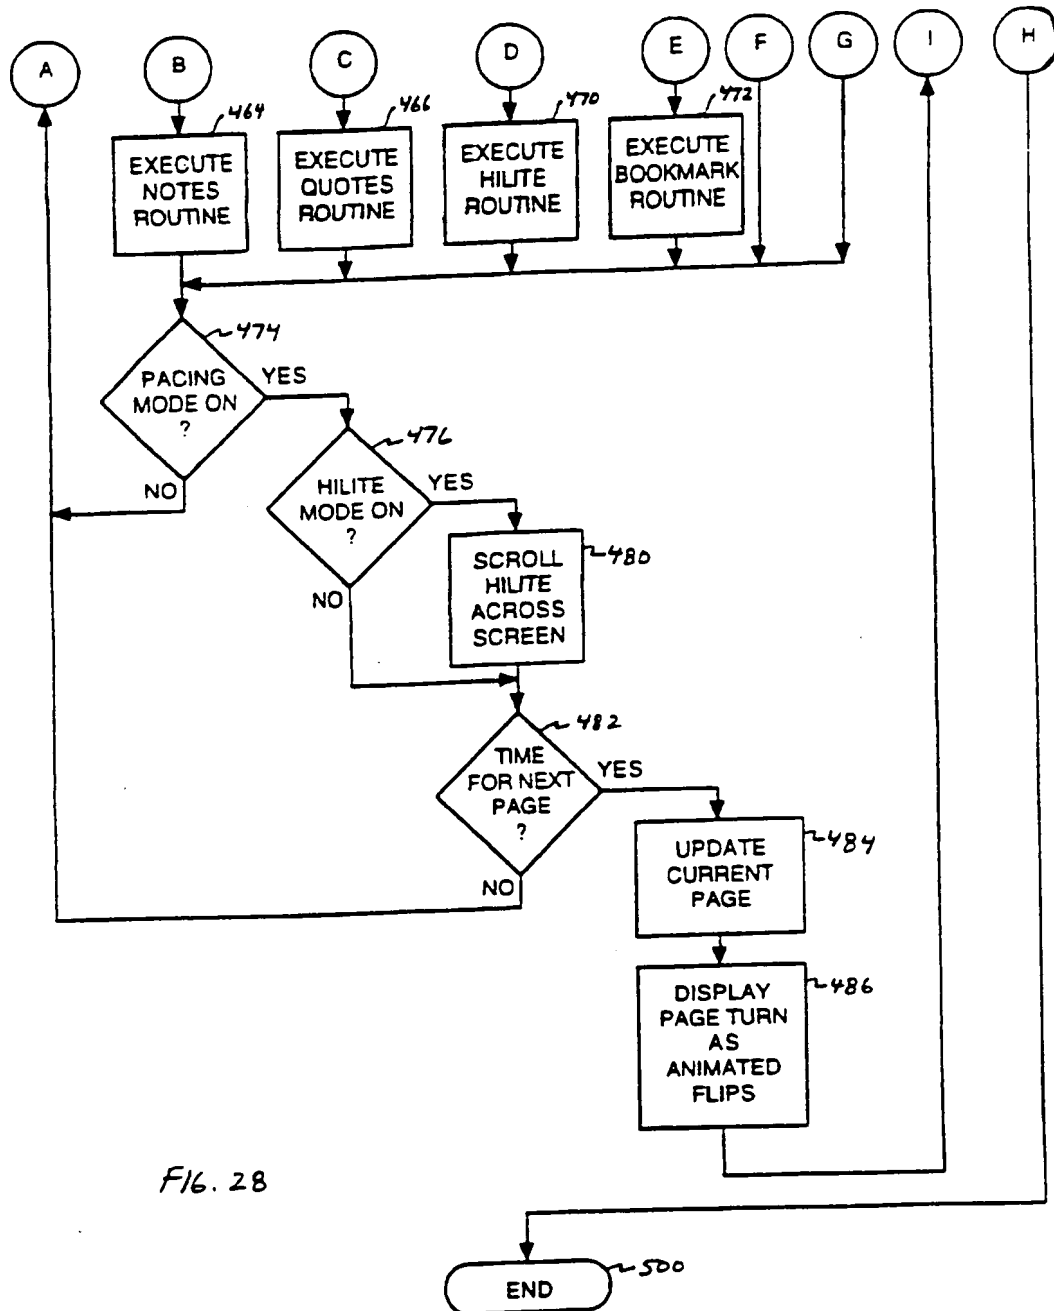 A
B
C
D
E
F
G
I
H
464
466
470
472
EXECUTE
NOTES
ROUTINE
EXECUTE
QUOTES
ROUTINE
EXECUTE
HILITE
ROUTINE
EXECUTE
BOOKMARK
ROUTINE
474
PACING
MODE ON
?
YES
NO
476
HILITE
MODE ON
?
YES
NO
480
SCROLL
HILITE
ACROSS
SCREEN
482
TIME
FOR NEXT
PAGE
?
YES
NO
484
UPDATE
CURRENT
PAGE
486
DISPLAY
PAGE TURN
AS
ANIMATED
FLIPS
FIG. 28
500
END